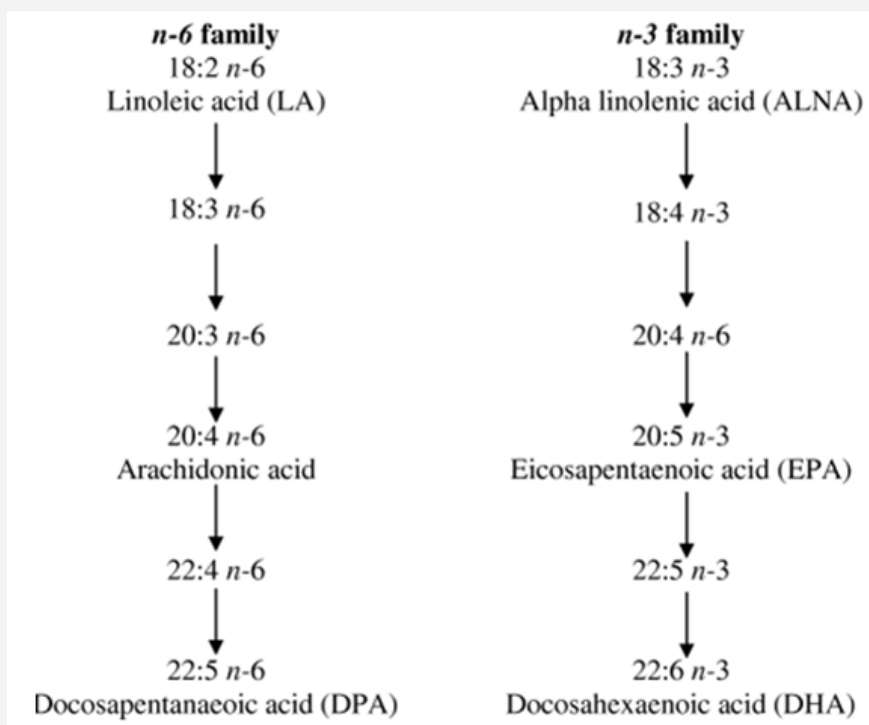 n-6 family
18:2 n-6
Linoleic acid (LA)
18:3 n-6
20:3 n-6
20:4 n-6
Arachidonic acid
22:4 n-6
22:5 n-6
Docosapentanaeoic acid (DPA)
n-3 family
18:3 n-3
Alpha linolenic acid (ALNA)
18:4 n-3
20:4 n-6
20:5 n-3
Eicosapentaenoic acid (EPA)
22:5 n-3
22:6 n-3
Docosahexaenoic acid (DHA)